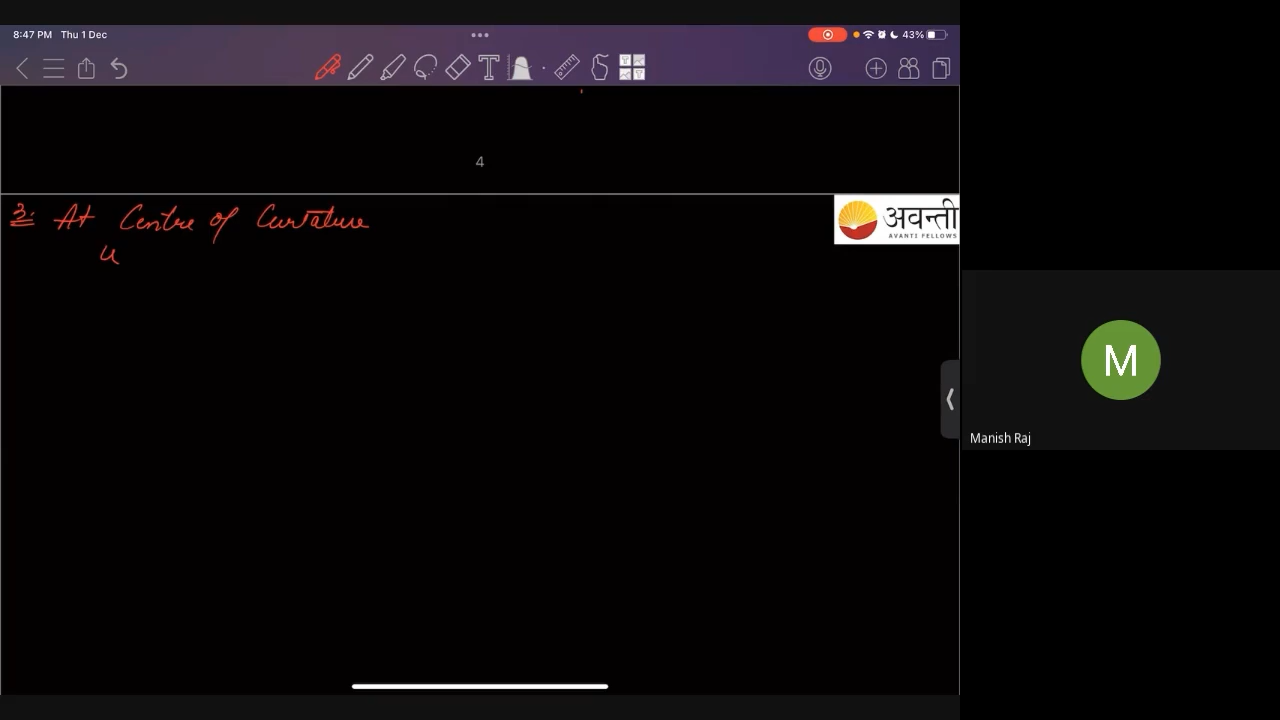 8:47 PM Thu 1 Dec
43%
4
3: At Centre of Curvature
u
अवन्ती
AVANTI FELLOWS
M
Manish Raj